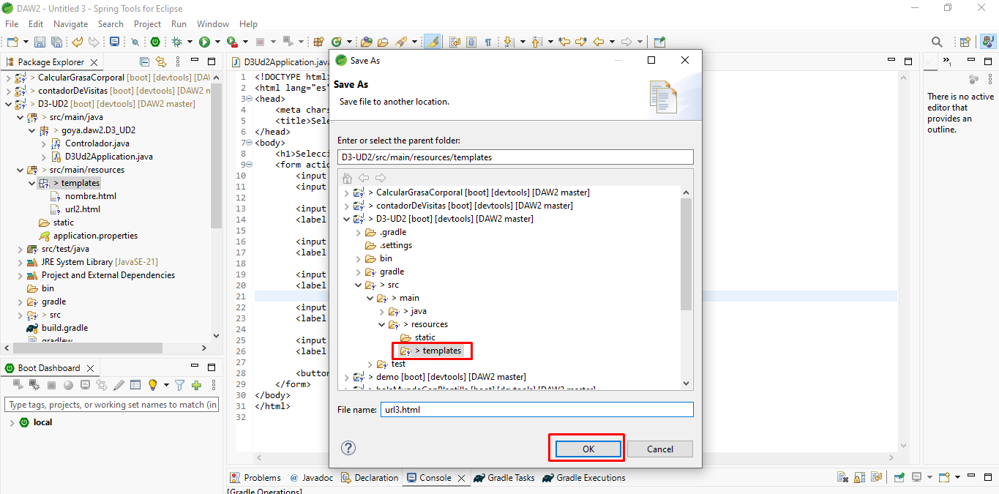 DAW2 - Untitled 3 - Spring Tools for Eclipse
File Edit Navigate Search Project Run Window Help
Package Explorer
> CalcularGrasaCorporal [boot] [devtools] [DAW
> contadorDeVisitas [boot] [devtools] [DAW2 m
> D3-UD2 [boot] [devtools] [DAW2 master]
> src/main/java
> goya.daw2.D3_UD2
Controlador.java
D3Ud2Application.java
> src/main/resources
> templates
nombre.html
url2.html
static
application.properties
src/test/java
JRE System Library [JavaSE-21]
Project and External Dependencies
bin
gradle
> src
build.gradle
gradlew
Boot Dashboard
Type tags, projects, or working set names to match (in
local
D3Ud2Application.java
1 <!DOCTYPE html>
2 <html lang="es"
3 <head>
4 <meta chars
5 <title>Sele
6 </head>
7 <body>
8 <h1>Selecci
9 <form actio
10 <input
11 <input
12
13 <input
14 <label
15
16 <input
17 <label
18
19 <input
20 <label
21
22 <input
23 <label
24
25 <input
26 <label
27
28 <button
29 </form>
30 </body>
31 </html>
32
Save As
Save As
Save file to another location.
Enter or select the parent folder:
D3-UD2/src/main/resources/templates
> CalcularGrasaCorporal [boot] [devtools] [DAW2 master]
> contadorDeVisitas [boot] [devtools] [DAW2 master]
> D3-UD2 [boot] [devtools] [DAW2 master]
.gradle
.settings
bin
gradle
> src
> main
> java
> resources
static
> templates
test
> demo [boot] [devtools] [DAW2 master]
> holaMundoConPlantilla [boot] [devtools] [DAW2 master]
File name: url3.html
OK Cancel
There is no active
editor that
provides an
outline.
Problems @ Javadoc Declaration Console Gradle Tasks Gradle Executions
[Gradle Operations]